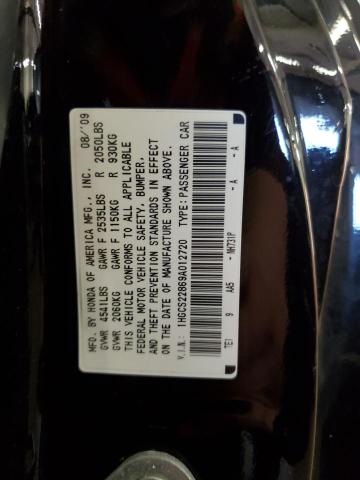 MFD. BY HONDA OF AMERICA MFG., INC. 08/'09
GVWR 4541LBS GAWR F 2535LBS R 2050LBS
GVWR 2060KG GAWR F 1150KG R 930KG
THIS VEHICLE CONFORMS TO ALL APPLICABLE
FEDERAL MOTOR VEHICLE SAFETY, BUMPER,
AND THEFT PREVENTION STANDARDS IN EFFECT
ON THE DATE OF MANUFACTURE SHOWN ABOVE.
V.I.N.: 1HGCS22869A012720 TYPE:PASSENGER CAR
TE1 9 AA5 - NH731P - A - A